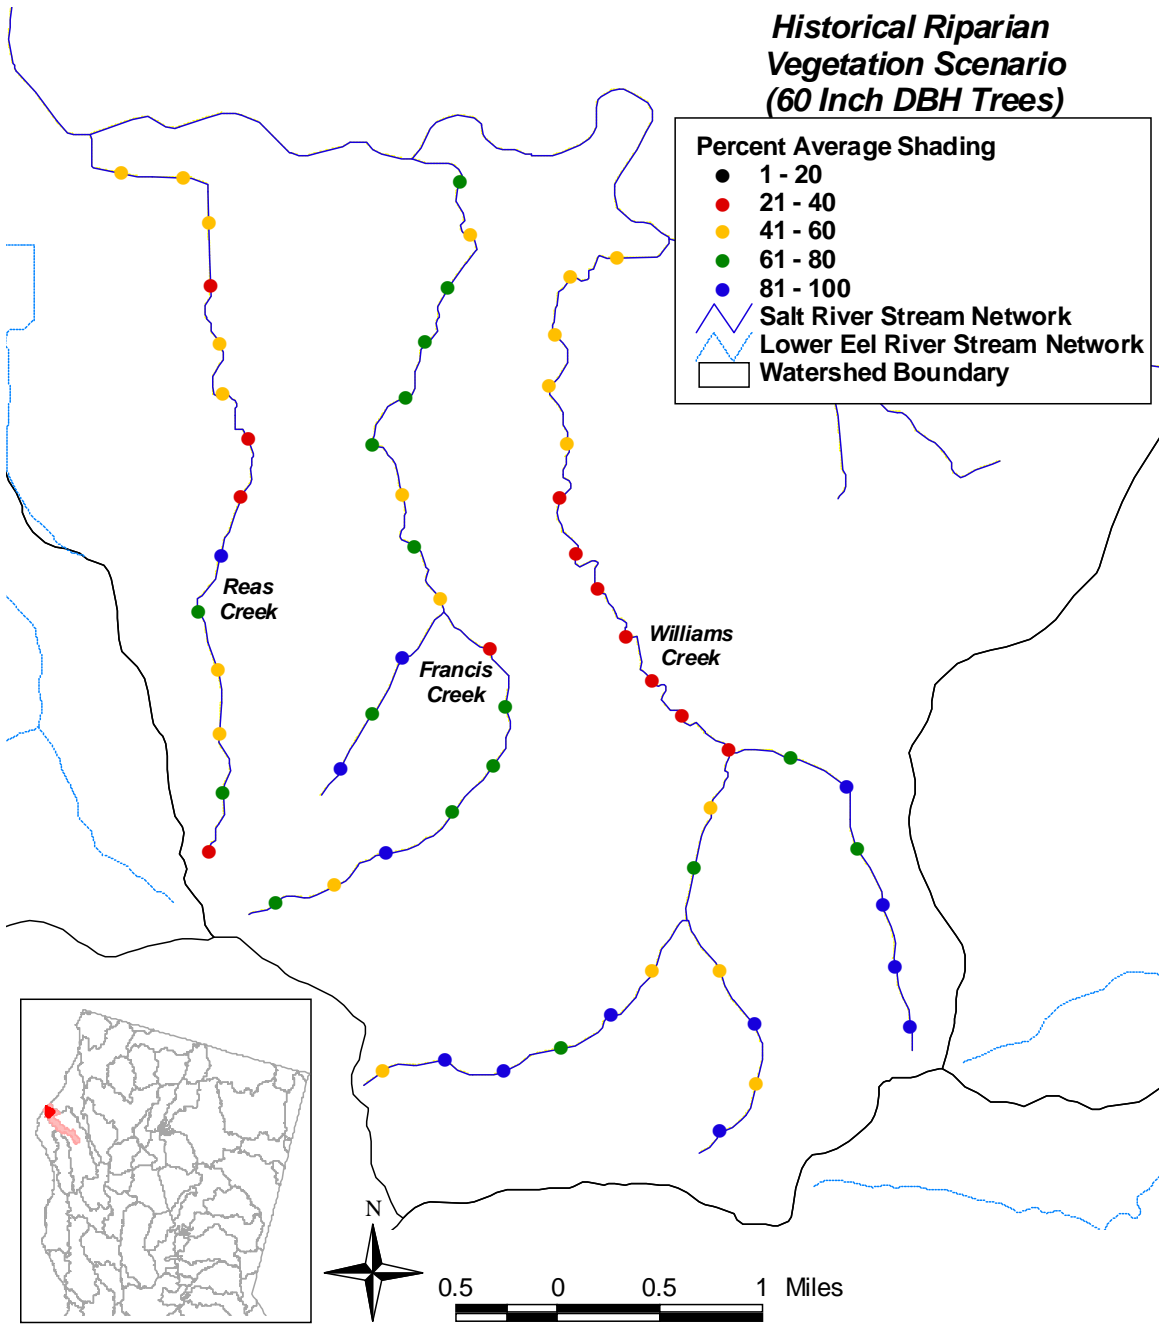 Historical Riparian
Vegetation Scenario
(60 Inch DBH Trees)
Percent Average Shading
1 - 20
21 - 40
41 - 60
61 - 80
81 - 100
Salt River Stream Network
Lower Eel River Stream Network
Watershed Boundary
Reas
Creek
Francis
Creek
Williams
Creek
N
0.5 0 0.5 1 Miles